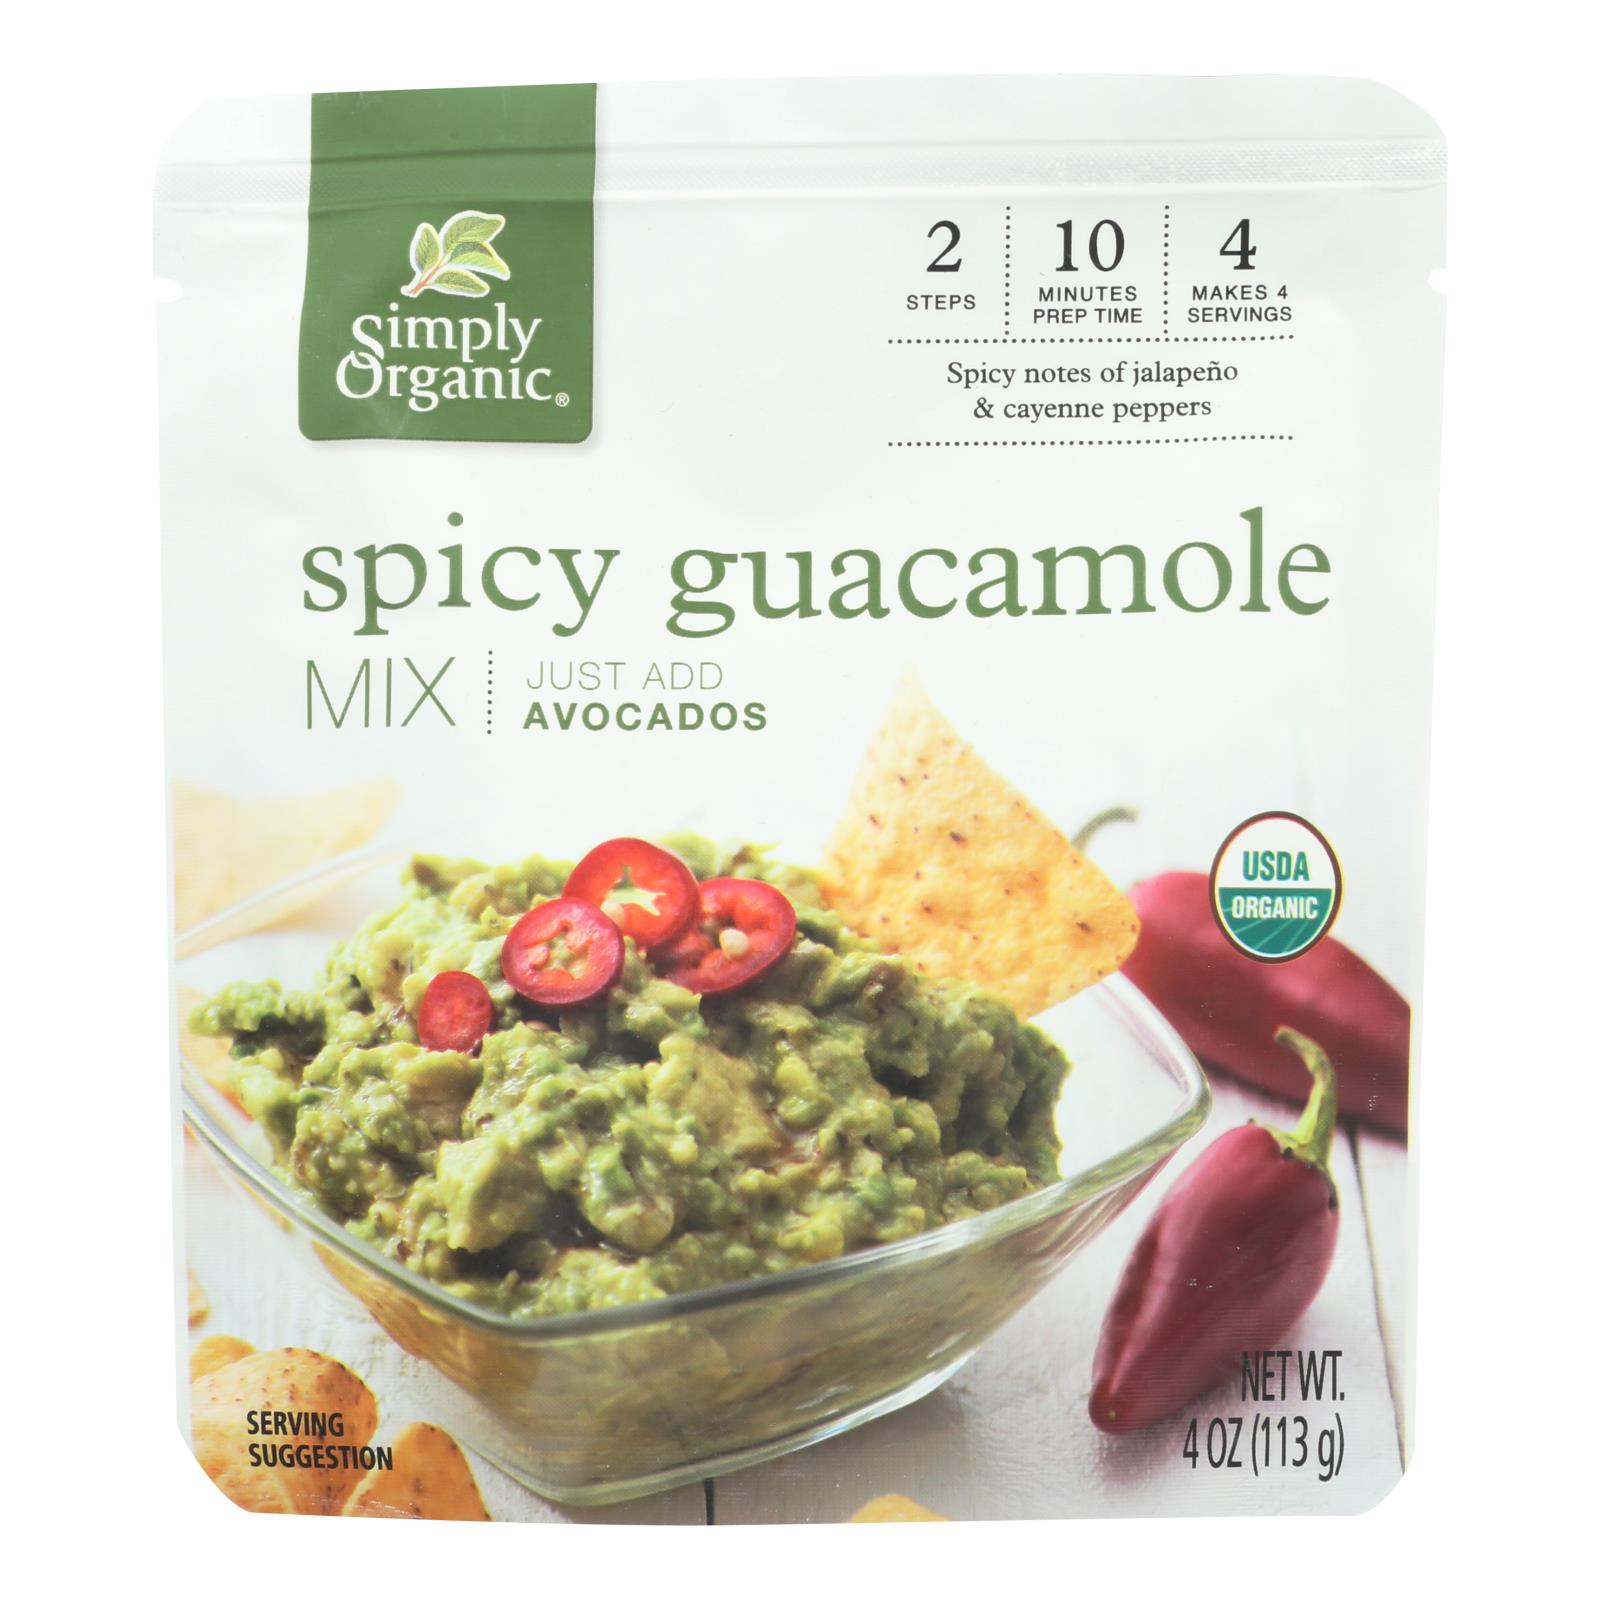 Simply
Organic®
2
STEPS
10
MINUTES
PREP TIME
4
MAKES 4
SERVINGS
Spicy notes of jalapeño
& cayenne peppers
spicy guacamole
MIX
JUST ADD
AVOCADOS
USDA
ORGANIC
SERVING
SUGGESTION
NET WT.
4 OZ (113 g)